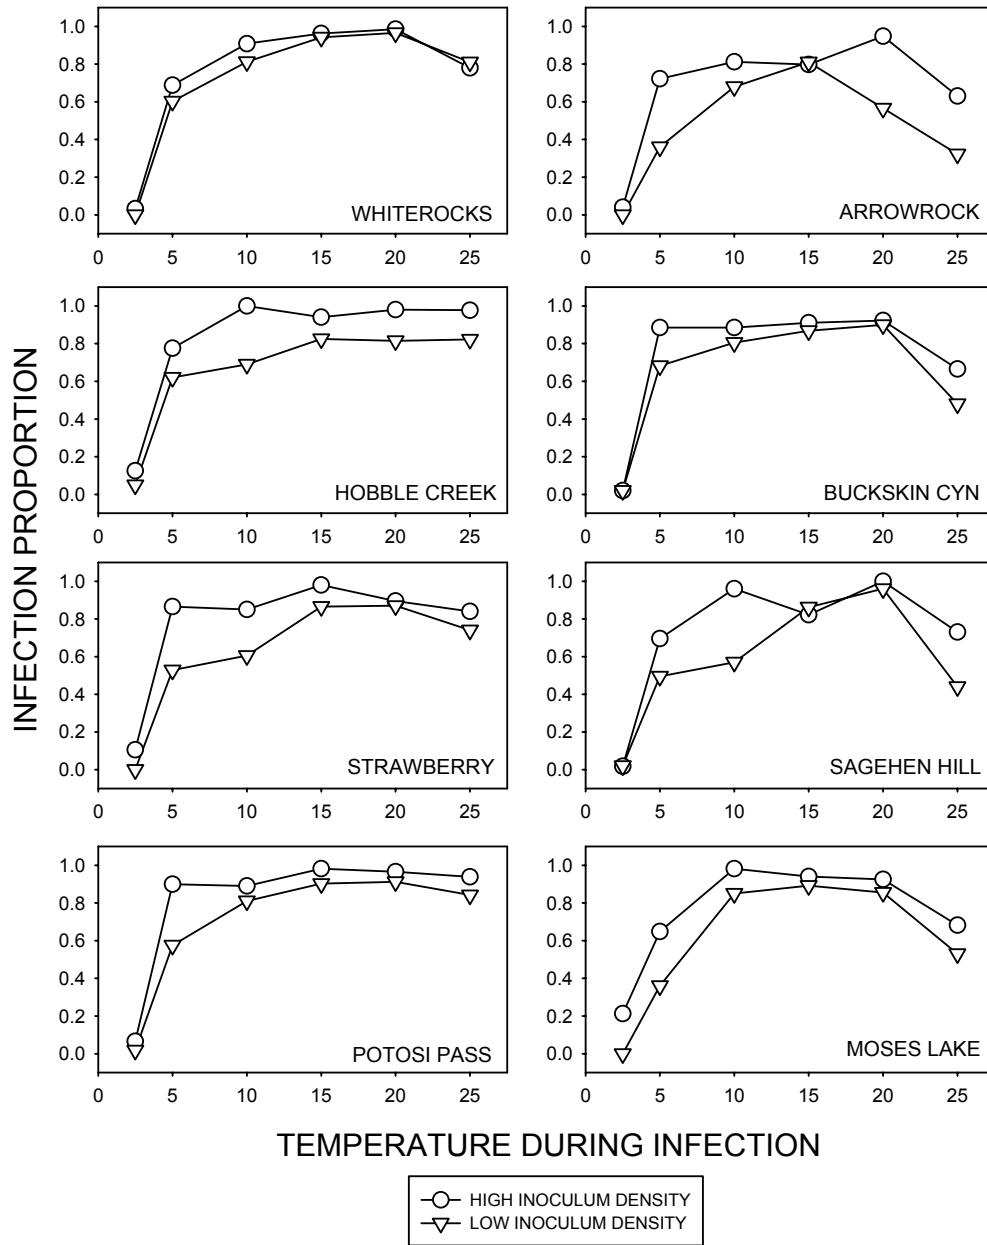 1.0
0.8
0.6
0.4
0.2
0.0
WHITEROCKS
0 5 10 15 20 25
1.0
0.8
0.6
0.4
0.2
0.0
ARROWROCK
0 5 10 15 20 25
1.0
0.8
0.6
0.4
0.2
0.0
HOBBLE CREEK
0 5 10 15 20 25
1.0
0.8
0.6
0.4
0.2
0.0
BUCKSKIN CYN
0 5 10 15 20 25
INFECTION PROPORTION
1.0
0.8
0.6
0.4
0.2
0.0
STRAWBERRY
0 5 10 15 20 25
1.0
0.8
0.6
0.4
0.2
0.0
SAGEHEN HILL
0 5 10 15 20 25
1.0
0.8
0.6
0.4
0.2
0.0
POTOSI PASS
0 5 10 15 20 25
1.0
0.8
0.6
0.4
0.2
0.0
MOSES LAKE
0 5 10 15 20 25
TEMPERATURE DURING INFECTION
HIGH INOCULUM DENSITY
LOW INOCULUM DENSITY